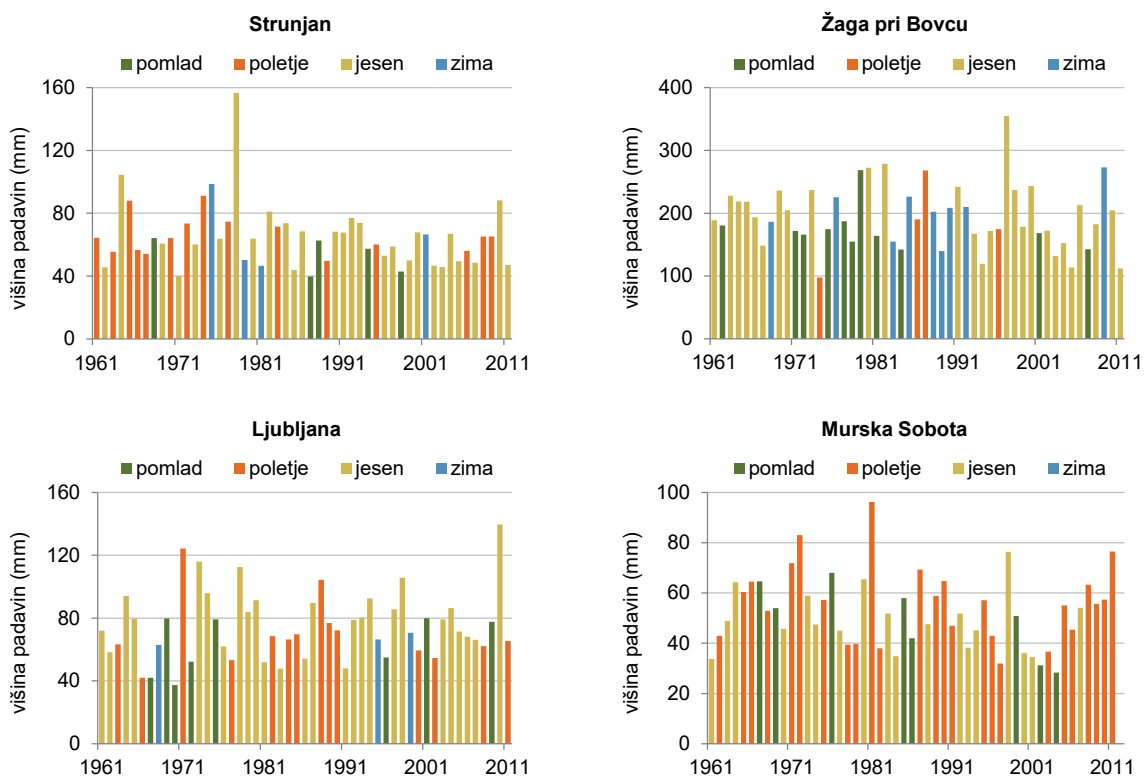 Strunjan
pomlad poletje jesen zima
višina padavin (mm)
160
120
80
40
0
1961 1971 1981 1991 2001 2011
Žaga pri Bovcu
pomlad poletje jesen zima
višina padavin (mm)
400
300
200
100
0
1961 1971 1981 1991 2001 2011
Ljubljana
pomlad poletje jesen zima
višina padavin (mm)
160
120
80
40
0
1961 1971 1981 1991 2001 2011
Murska Sobota
pomlad poletje jesen zima
višina padavin (mm)
100
80
60
40
20
0
1961 1971 1981 1991 2001 2011